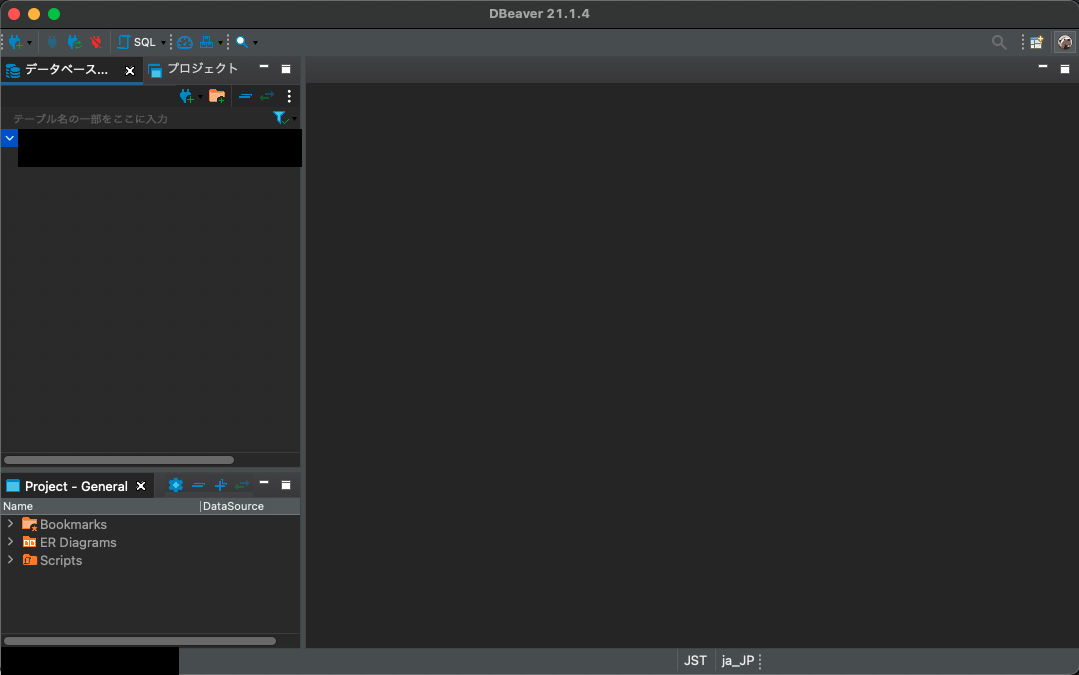 DBeaver 21.1.4
SQL
データベース...
プロジェクト
テーブル名の一部をここに入力
Project - General
Name DataSource
Bookmarks
ER Diagrams
Scripts
JST ja_JP